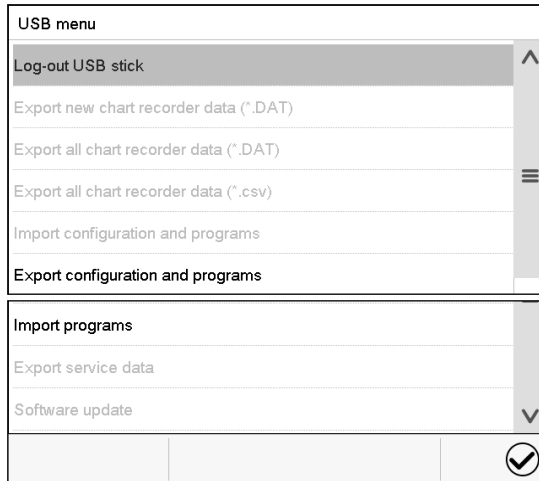 USB menu
Log-out USB stick
Export new chart recorder data (*.DAT)
Export all chart recorder data (*.DAT)
Export all chart recorder data (*.csv)
Import configuration and programs
Export configuration and programs
Import programs
Export service data
Software update